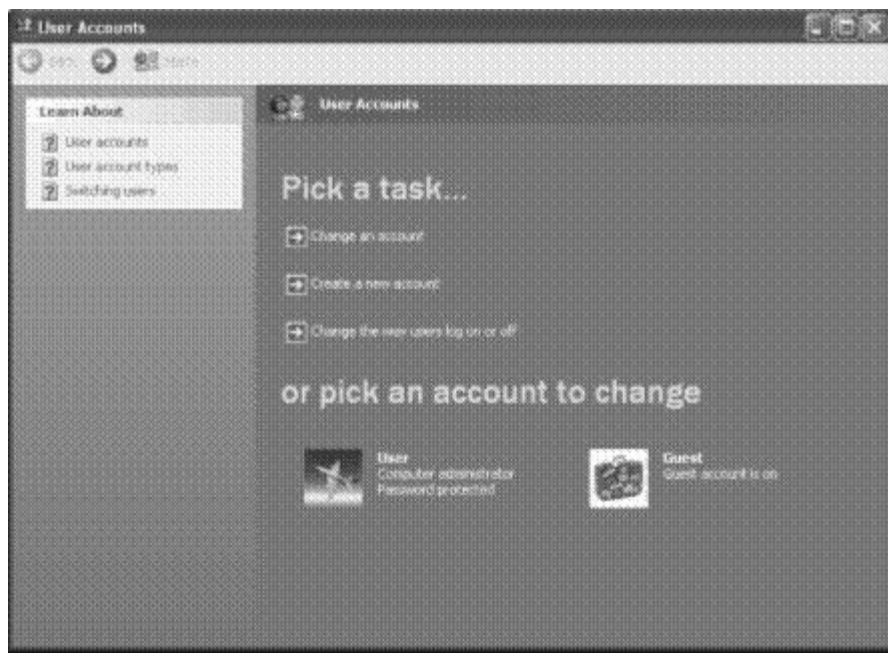 User Accounts
Back Home
Learn About
User accounts
User account types
Switching users
User Accounts
Pick a task...
Change an account
Create a new account
Change the way users log on or off
or pick an account to change
User
Computer administrator
Password protected
Guest
Guest account is on